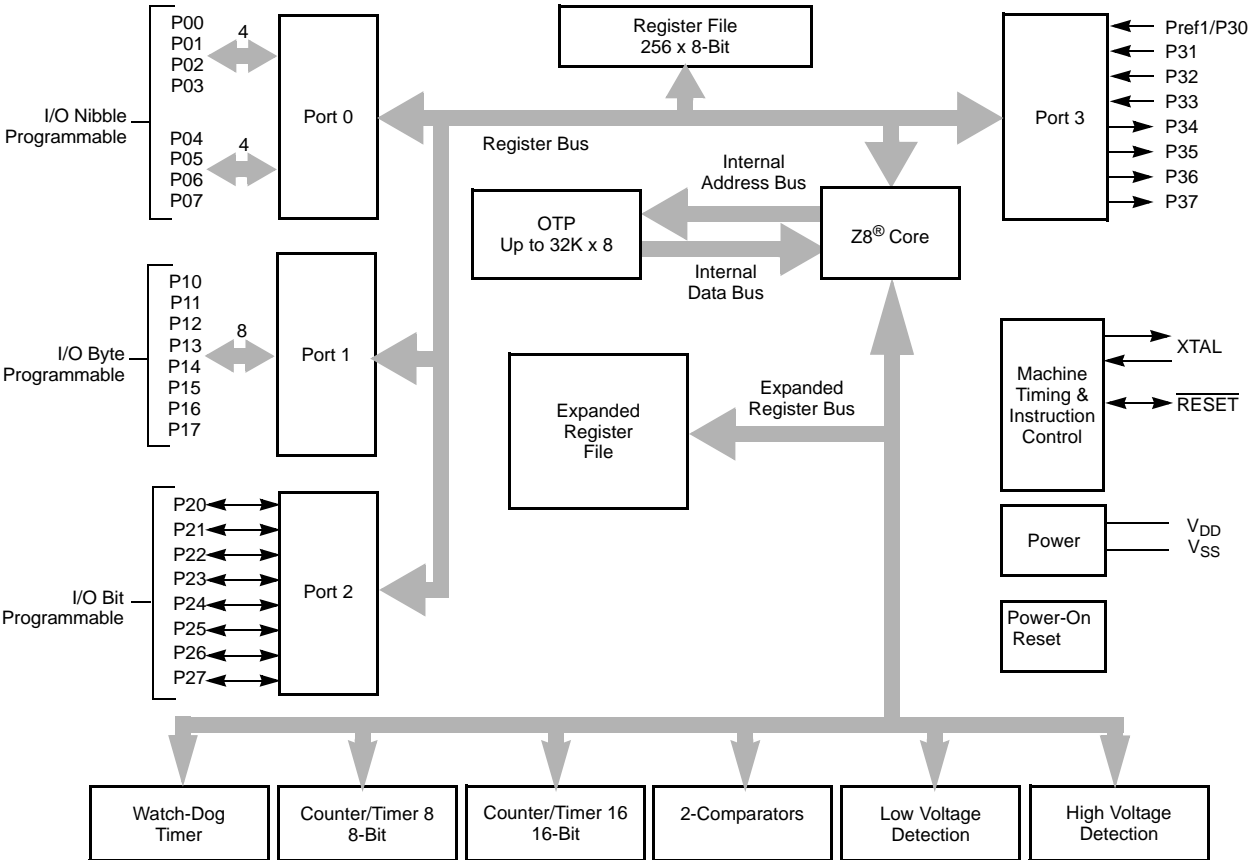 P00
P01
P02
P03
4
I/O Nibble
Programmable
P04
P05
P06
P07
4
Port 0
Register File
256 x 8-Bit
Register Bus
Port 3
Pref1/P30
P31
P32
P33
P34
P35
P36
P37
Internal
Address Bus
OTP
Up to 32K x 8
Z8® Core
Internal
Data Bus
P10
P11
P12
P13
P14
P15
P16
P17
8
I/O Byte
Programmable
Port 1
Expanded
Register
File
Expanded
Register Bus
Machine
Timing &
Instruction
Control
XTAL
RESET
P20
P21
P22
P23
P24
P25
P26
P27
I/O Bit
Programmable
Port 2
Power
VDD
VSS
Power-On
Reset
Watch-Dog
Timer
Counter/Timer 8
8-Bit
Counter/Timer 16
16-Bit
2-Comparators
Low Voltage
Detection
High Voltage
Detection